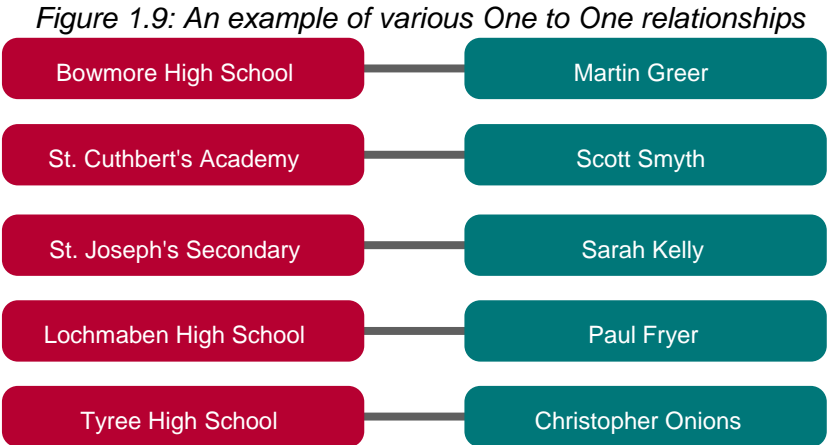 Figure 1.9: An example of various One to One relationships
Bowmore High School
Martin Greer
St. Cuthbert's Academy
Scott Smyth
St. Joseph's Secondary
Sarah Kelly
Lochmaben High School
Paul Fryer
Tyree High School
Christopher Onions